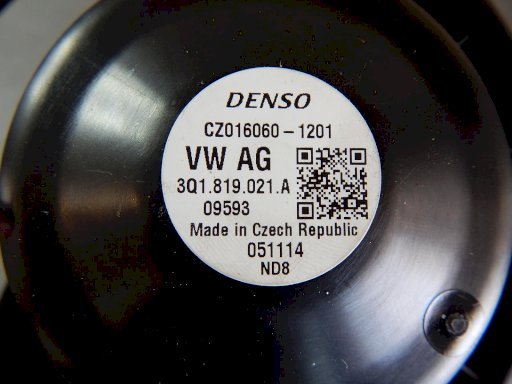 DENSO
CZ016060-1201
VW AG
3Q1.819.021.A
09593
Made in Czech Republic
051114
ND8